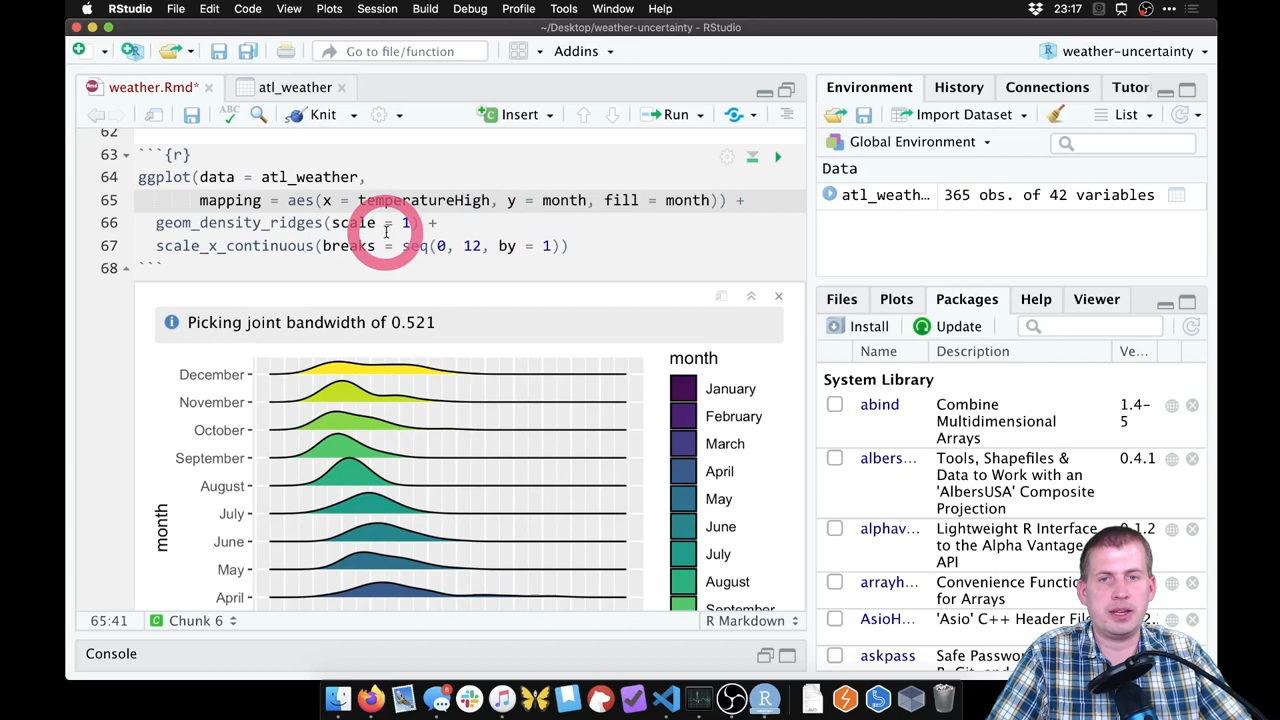 RStudio File Edit Code View Plots Session Build Debug Profile Tools Window Help 23:17
~/Desktop/weather-uncertainty - RStudio
Go to file/function Addins weather-uncertainty
weather.Rmd* atl_weather
ABC Knit Insert Run
62
63 ```{r}
64 ggplot(data = atl_weather,
65 mapping = aes(x = temperatureHigh, y = month, fill = month)) +
66 geom_density_ridges(scale = 1) +
67 scale_x_continuous(breaks = seq(0, 12, by = 1))
68 ```
Picking joint bandwidth of 0.521
month
December
November
October
September
August
July
June
May
April
month
January
February
March
April
May
June
July
August
September
65:41 Chunk 6 R Markdown
Console
Environment History Connections Tutor
Import Dataset List
Global Environment
Data
atl_weath... 365 obs. of 42 variables
Files Plots Packages Help Viewer
Install Update
Name Description Ve...
System Library
abind Combine Multidimensional Arrays 1.4-5
albers... Tools, Shapefiles & Data to Work with an 'AlbersUSA' Composite Projection 0.4.1
alphav... Lightweight R Interface to the Alpha Vantage API
arrayh... Convenience Functio for Arrays
AsioH... 'Asio' C++ Header File
askpass Safe Passwor